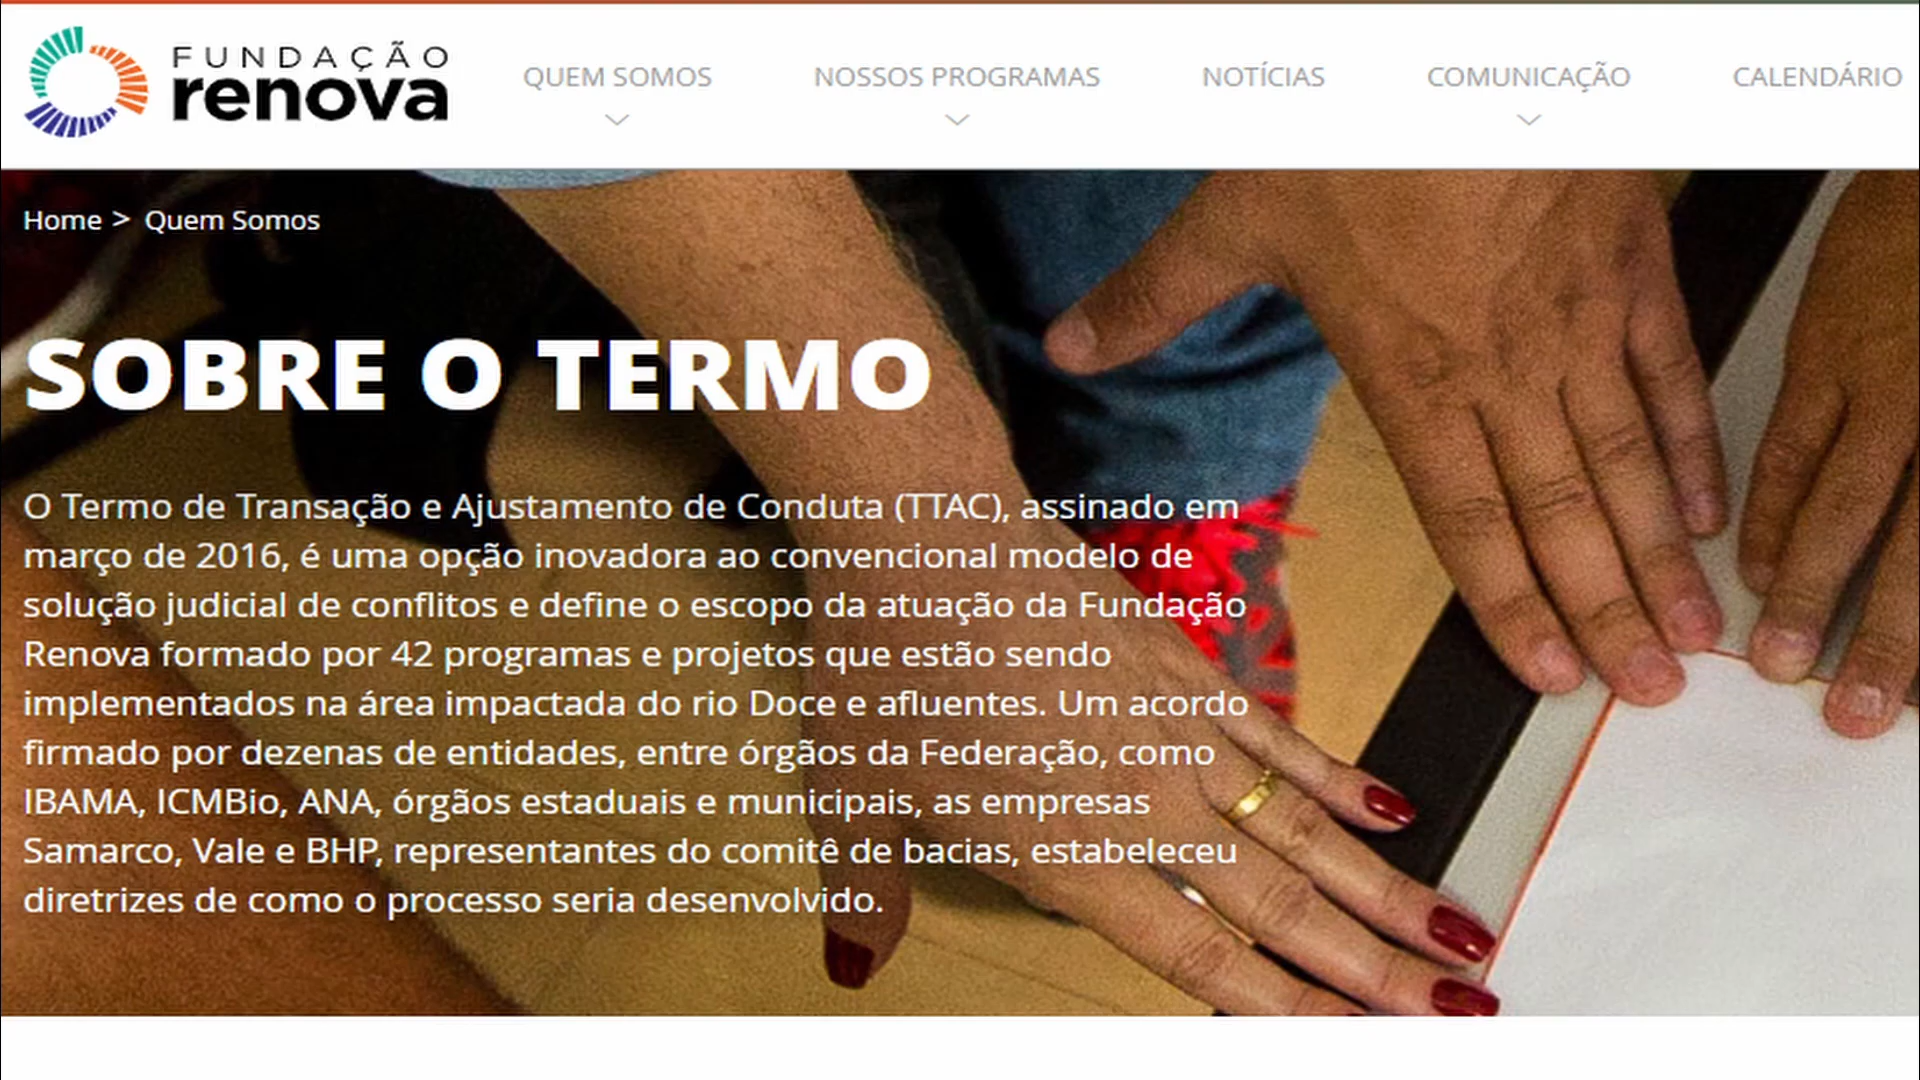 FUNDAÇÃO
renova
QUEM SOMOS
NOSSOS PROGRAMAS
NOTÍCIAS
COMUNICAÇÃO
CALENDÁRIO
Home > Quem Somos
SOBRE O TERMO
O Termo de Transação e Ajustamento de Conduta (TTAC), assinado em
março de 2016, é uma opção inovadora ao convencional modelo de
solução judicial de conflitos e define o escopo da atuação da Fundação
Renova formado por 42 programas e projetos que estão sendo
implementados na área impactada do rio Doce e afluentes. Um acordo
firmado por dezenas de entidades, entre órgãos da Federação, como
IBAMA, ICMBio, ANA, órgãos estaduais e municipais, as empresas
Samarco, Vale e BHP, representantes do comitê de bacias, estabeleceu
diretrizes de como o processo seria desenvolvido.